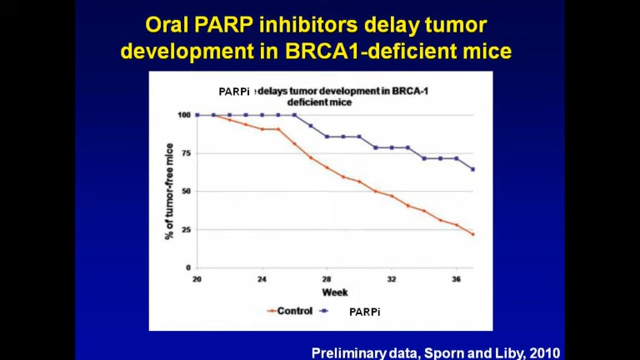 Oral PARP inhibitors delay tumor
development in BRCA1-deficient mice
PARPi delays tumor development in BRCA-1
deficient mice
100
75
50
25
0
% of tumor-free mice
20 24 28 32 36
Week
Control PARPi
Preliminary data, Sporn and Liby, 2010